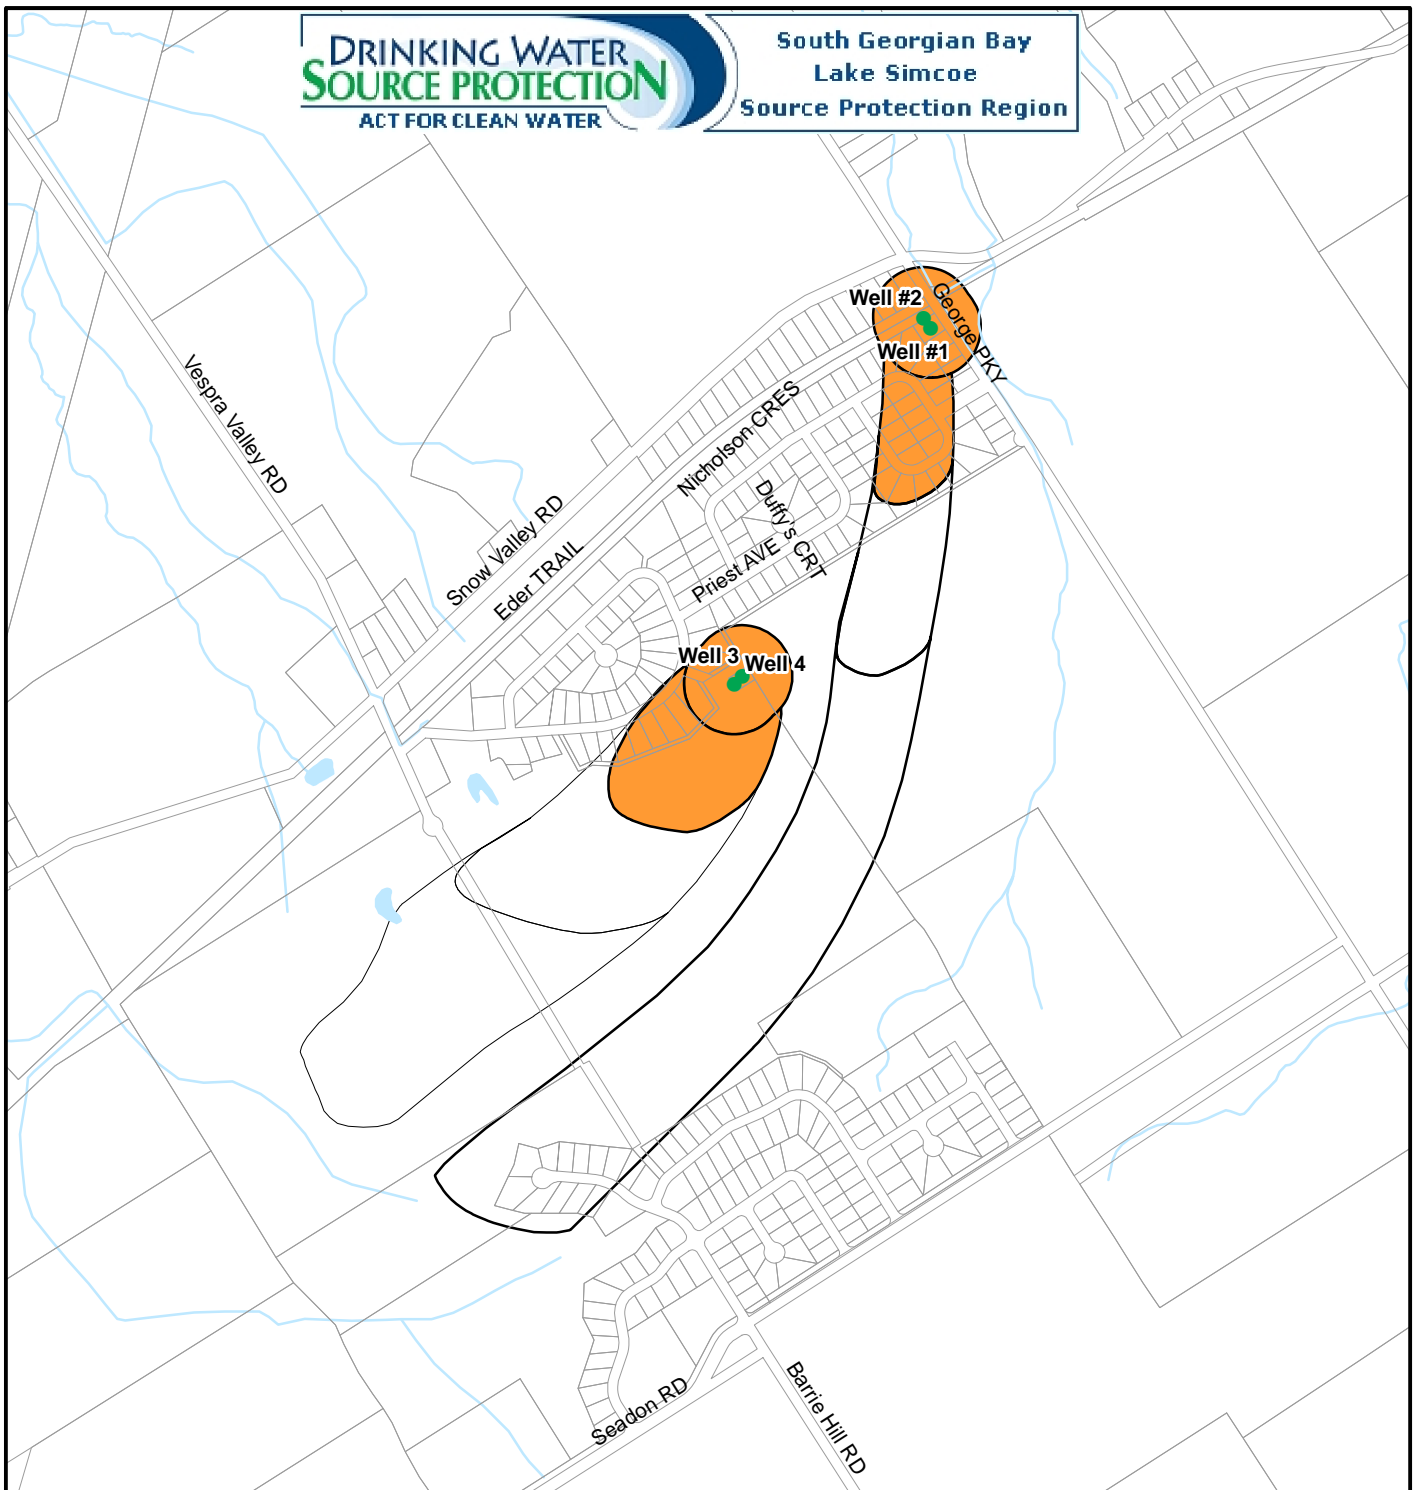 DRINKING WATER
SOURCE PROTECTION
ACT FOR CLEAN WATER
South Georgian Bay
Lake Simcoe
Source Protection Region
Well #2
George PKY
Well #1
Vespra Valley RD
Nicholson CRES
Duffy's CRT
Snow Valley RD
Eder TRAIL
Priest AVE
Well 3
Well 4
Seadon RD
Barrie Hill RD